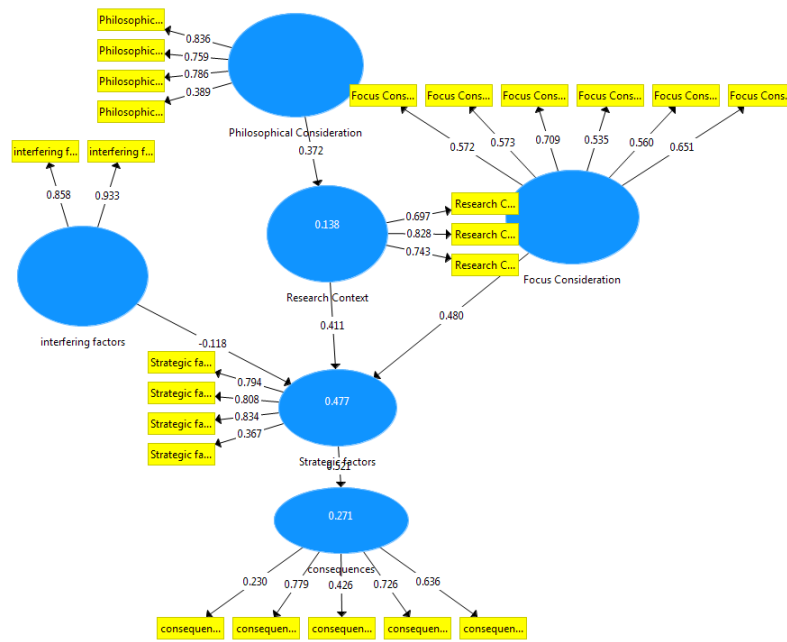 Philosophic...
0.836
Philosophic...
0.759
Philosophic...
0.786
Philosophic...
0.389
Philosophical Consideration
0.372
Focus Cons...
Focus Cons...
Focus Cons...
Focus Cons...
Focus Cons...
Focus Cons
0.572
0.573
0.709
0.535
0.560
0.651
interfering f...
interfering f...
0.858
0.933
interfering factors
-0.118
0.138
0.697
0.828
0.743
Research C...
Research C...
Research C...
Research Context
0.411
Focus Consideration
0.480
Strategic fa...
Strategic fa...
Strategic fa...
Strategic fa...
0.794
0.808
0.834
0.367
0.477
Strategic factors
0.521
0.271
consequences
0.230
0.779
0.426
0.726
0.636
consequen...
consequen...
consequen...
consequen...
consequen...